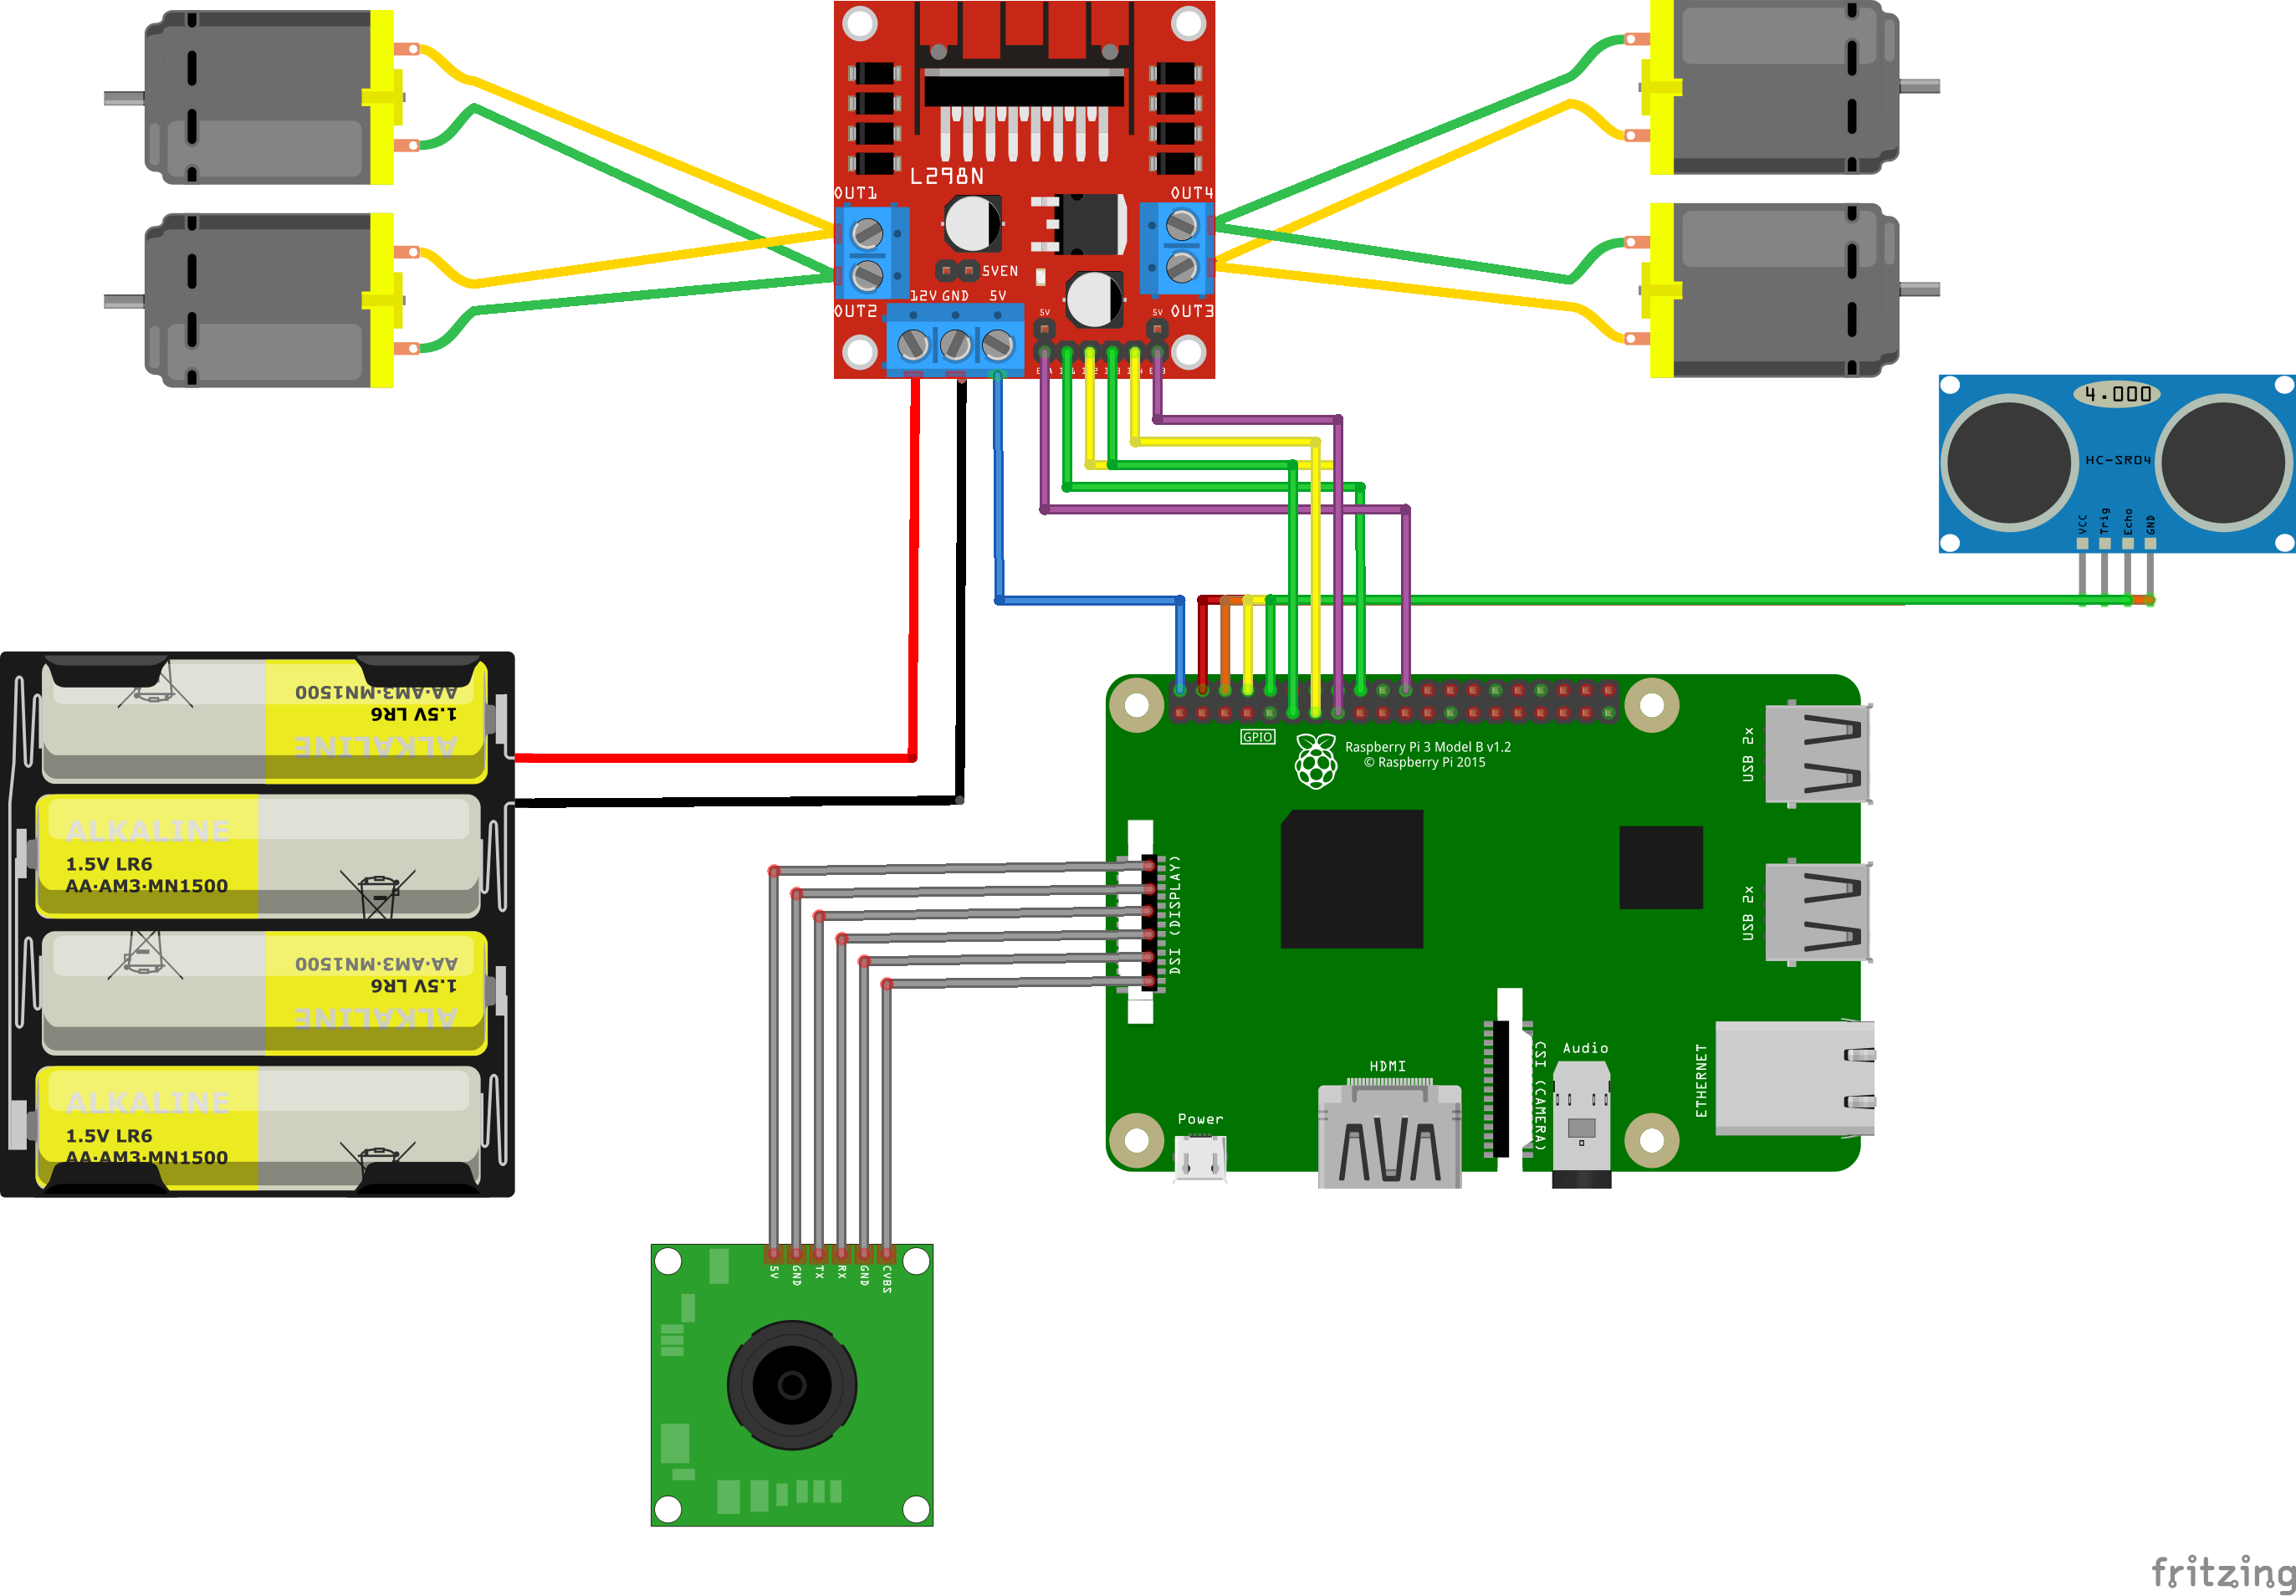 L298N
OUT1
OUT4
5VEN
12V GND 5V
OUT2
5V
5V
OUT3
4.000
HC-SR04
VCC
Trig
Echo
GND
AA·AM3·MN1500
1.5V LR6
ALKALINE
ALKALINE
1.5V LR6
AA·AM3·MN1500
AA·AM3·MN1500
1.5V LR6
ALKALINE
ALKALINE
1.5V LR6
AA·AM3·MN1500
GPIO
Raspberry Pi 3 Model B v1.2
© Raspberry Pi 2015
USB 2x
USB 2x
DSI (DISPLAY)
HDMI
CSI (CAMERA)
Audio
ETHERNET
Power
5V
GND
TX
RX
GND
CVBS
fritzing